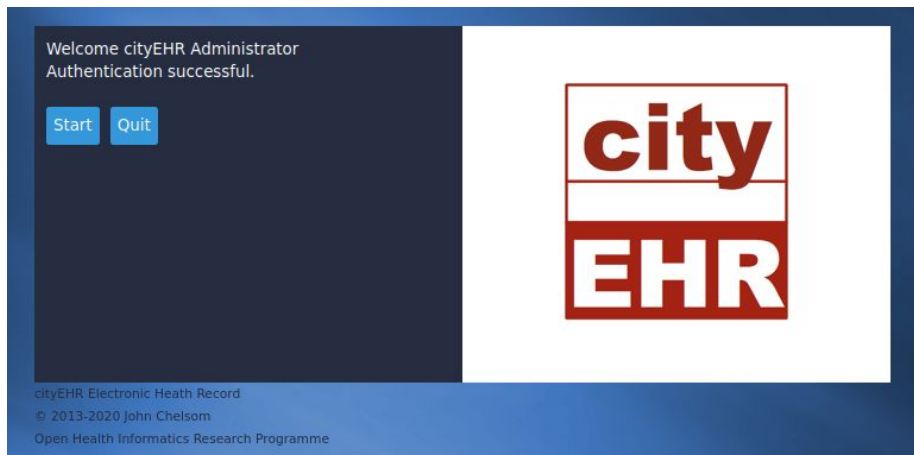 Welcome cityEHR Administrator
Authentication successful.
Start Quit
city
EHR
cityEHR Electronic Heath Record
© 2013-2020 John Chelsom
Open Health Informatics Research Programme